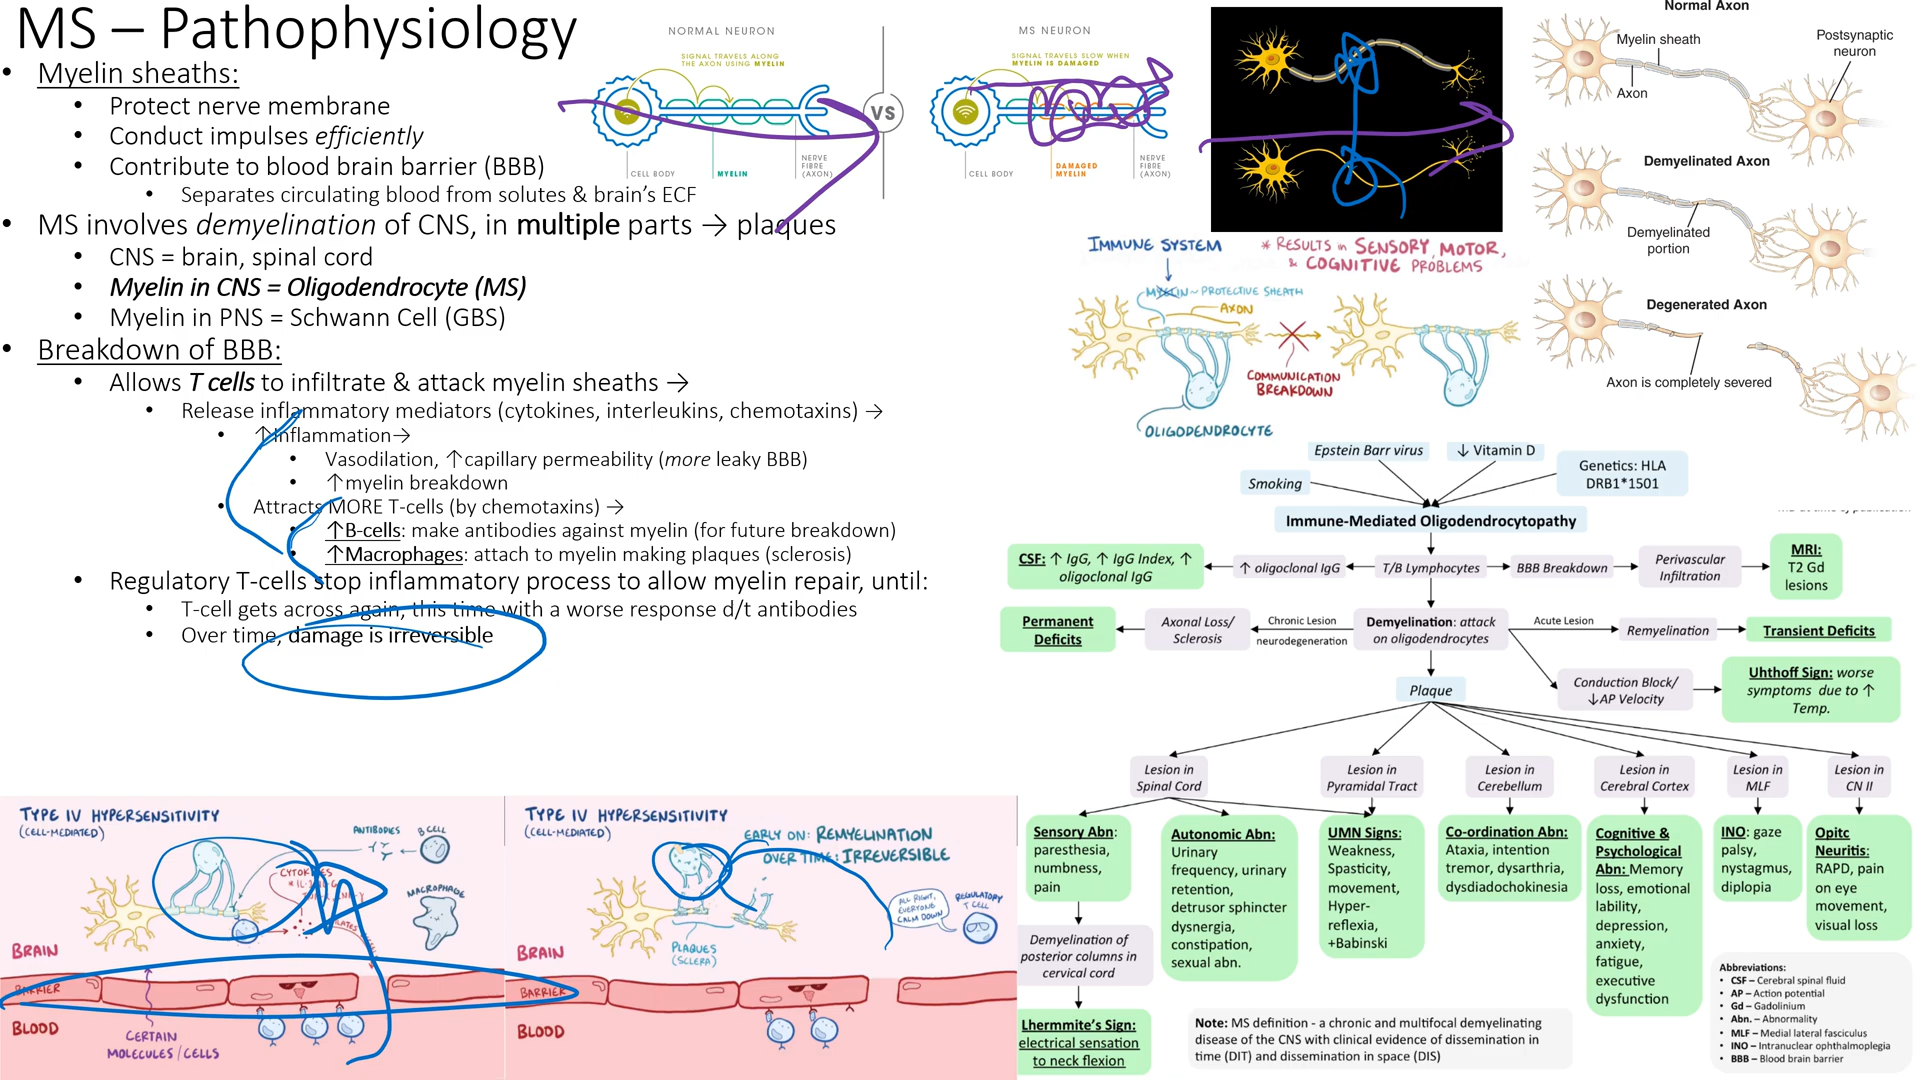 MS – Pathophysiology
• Myelin sheaths:
• Protect nerve membrane
• Conduct impulses efficiently
• Contribute to blood brain barrier (BBB)
• Separates circulating blood from solutes & brain's ECF
• MS involves demyelination of CNS, in multiple parts → plaques
• CNS = brain, spinal cord
• Myelin in CNS = Oligodendrocyte (MS)
• Myelin in PNS = Schwann Cell (GBS)
• Breakdown of BBB:
• Allows T cells to infiltrate & attack myelin sheaths →
• Release inflammatory mediators (cytokines, interleukins, chemotaxins) →
• ↑Inflammation→
• Vasodilation, ↑capillary permeability (more leaky BBB)
• ↑myelin breakdown
• Attracts MORE T-cells (by chemotaxins) →
• ↑B-cells: make antibodies against myelin (for future breakdown)
• ↑Macrophages: attach to myelin making plaques (sclerosis)
• Regulatory T-cells stop inflammatory process to allow myelin repair, until:
• T-cell gets across again, this time with a worse response d/t antibodies
• Over time, damage is irreversible
NORMAL NEURON
SIGNAL TRAVELS ALONG
THE AXON USING MYELIN
CELL BODY
MYELIN
NERVE
FIBRE
(AXON)
VS
MS NEURON
SIGNAL TRAVELS SLOW WHEN
MYELIN IS DAMAGED
CELL BODY
DAMAGED
MYELIN
NERVE
FIBRE
(AXON)
Normal Axon
Myelin sheath
Axon
Postsynaptic
neuron
Demyelinated Axon
Demyelinated
portion
Degenerated Axon
Axon is completely severed
IMMUNE SYSTEM
* RESULTS in SENSORY, MOTOR,
& COGNITIVE PROBLEMS
MYELIN ~ PROTECTIVE SHEATH
AXON
COMMUNICATION
BREAKDOWN
OLIGODENDROCYTE
Epstein Barr virus
↓ Vitamin D
Smoking
Genetics: HLA
DRB1*1501
Immune-Mediated Oligodendrocytopathy
CSF: ↑ IgG, ↑ IgG Index, ↑
oligoclonal IgG
↑ oligoclonal IgG
T/B Lymphocytes
BBB Breakdown
Perivascular
Infiltration
MRI:
T2 Gd
lesions
Permanent
Deficits
Axonal Loss/
Sclerosis
Chronic Lesion
neurodegeneration
Demyelination: attack
on oligodendrocytes
Acute Lesion
Remyelination
Transient Deficits
Conduction Block/
↓AP Velocity
Uhthoff Sign: worse
symptoms due to ↑
Temp.
Plaque
Lesion in
Spinal Cord
Lesion in
Pyramidal Tract
Lesion in
Cerebellum
Lesion in
Cerebral Cortex
Lesion in
MLF
Lesion in
CN II
Sensory Abn:
paresthesia,
numbness,
pain
Autonomic Abn:
Urinary
frequency, urinary
retention,
detrusor sphincter
dysnergia,
constipation,
sexual abn.
UMN Signs:
Weakness,
Spasticity,
movement,
Hyper-
reflexia,
+Babinski
Co-ordination Abn:
Ataxia, intention
tremor, dysarthria,
dysdiadochokinesia
Cognitive &
Psychological
Abn: Memory
loss, emotional
lability,
depression,
anxiety,
fatigue,
executive
dysfunction
INO: gaze
palsy,
nystagmus,
diplopia
Opitc
Neuritis:
RAPD, pain
on eye
movement,
visual loss
Demyelination of
posterior columns in
cervical cord
Lhermmite's Sign:
electrical sensation
to neck flexion
Note: MS definition - a chronic and multifocal demyelinating
disease of the CNS with clinical evidence of dissemination in
time (DIT) and dissemination in space (DIS)
Abbreviations:
• CSF – Cerebral spinal fluid
• AP – Action potential
• Gd – Gadolinium
• Abn. – Abnormality
• MLF – Medial lateral fasciculus
• INO – Intranuclear ophthalmoplegia
• BBB – Blood brain barrier
TYPE IV HYPERSENSITIVITY
(CELL-MEDIATED)
ANTIBODIES
B CELL
CYTOKINES
MACROPHAGE
BRAIN
BARRIER
BLOOD
CERTAIN
MOLECULES/CELLS
TYPE IV HYPERSENSITIVITY
(CELL-MEDIATED)
EARLY ON: REMYELINATION
OVER TIME: IRREVERSIBLE
ALL RIGHT,
EVERYONE
CALM DOWN
REGULATORY
T CELL
PLAQUES
(SCLERA)
BRAIN
BARRIER
BLOOD